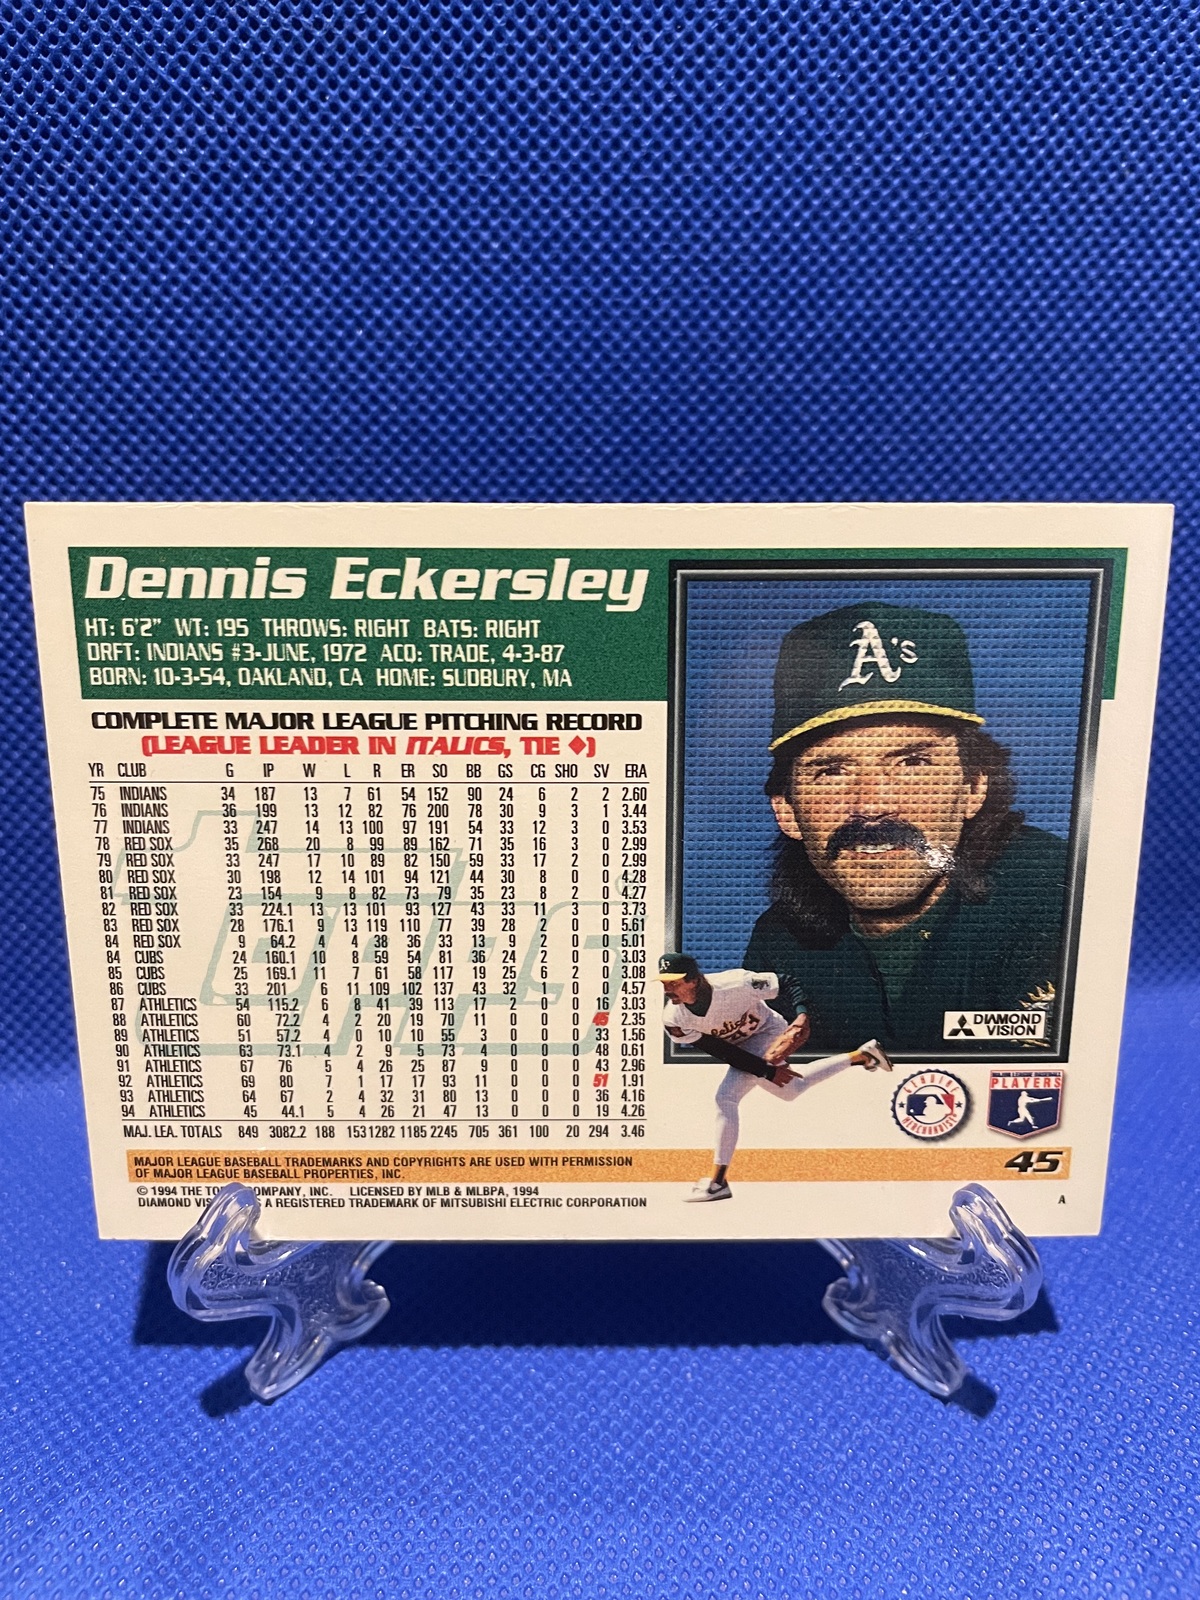 Dennis Eckersley
HT: 6'2" WT: 195 THROWS: RIGHT BATS: RIGHT
DRFT: INDIANS #3-JUNE, 1972 ACQ: TRADE, 4-3-87
BORN: 10-3-54, OAKLAND, CA HOME: SUDBURY, MA
COMPLETE MAJOR LEAGUE PITCHING RECORD
(LEAGUE LEADER IN ITALICS, TIE ♦)
YR CLUB G IP W L R ER SO BB GS CG SHO SV ERA
75 INDIANS 34 187 13 7 61 54 152 90 24 6 2 2 2.60
76 INDIANS 36 199 13 12 82 76 200 78 30 9 3 1 3.44
77 INDIANS 33 247 14 13 100 97 191 54 33 12 3 0 3.53
78 RED SOX 35 268 20 8 99 89 162 71 35 16 3 0 2.99
79 RED SOX 33 247 17 10 89 82 150 59 33 17 2 0 2.99
80 RED SOX 30 198 12 14 101 94 121 44 30 8 0 0 4.28
81 RED SOX 23 154 9 8 82 73 79 35 23 8 2 0 4.27
82 RED SOX 33 224.1 13 13 101 93 127 43 33 11 3 0 3.73
83 RED SOX 28 176.1 9 13 119 110 77 39 28 2 0 0 5.61
84 RED SOX 9 64.2 4 4 38 36 33 13 9 2 0 0 5.01
84 CUBS 24 160.1 10 8 59 54 81 36 24 2 0 0 3.03
85 CUBS 25 169.1 11 7 61 58 117 19 25 6 2 0 3.08
86 CUBS 33 201 6 11 109 102 137 43 32 1 0 0 4.57
87 ATHLETICS 54 115.2 6 8 41 39 113 17 2 0 0 16 3.03
88 ATHLETICS 60 72.2 4 2 20 19 70 11 0 0 0 45 2.35
89 ATHLETICS 51 57.2 4 0 10 10 55 3 0 0 0 33 1.56
90 ATHLETICS 63 73.1 4 2 9 5 73 4 0 0 0 48 0.61
91 ATHLETICS 67 76 5 4 26 25 87 9 0 0 0 43 2.96
92 ATHLETICS 69 80 7 1 17 17 93 11 0 0 0 51 1.91
93 ATHLETICS 64 67 2 4 32 31 80 13 0 0 0 36 4.16
94 ATHLETICS 45 44.1 5 4 26 21 47 13 0 0 0 19 4.26
MAJ. LEA. TOTALS 849 3082.2 188 153 1282 1185 2245 705 361 100 20 294 3.46
A's
DIAMOND
VISION
GENUINE
MERCHANDISE
MAJOR LEAGUE BASEBALL
PLAYERS
MAJOR LEAGUE BASEBALL TRADEMARKS AND COPYRIGHTS ARE USED WITH PERMISSION
OF MAJOR LEAGUE BASEBALL PROPERTIES, INC.
45
© 1994 THE TO COMPANY, INC. LICENSED BY MLB & MLBPA, 1994
DIAMOND VIS S A REGISTERED TRADEMARK OF MITSUBISHI ELECTRIC CORPORATION
A